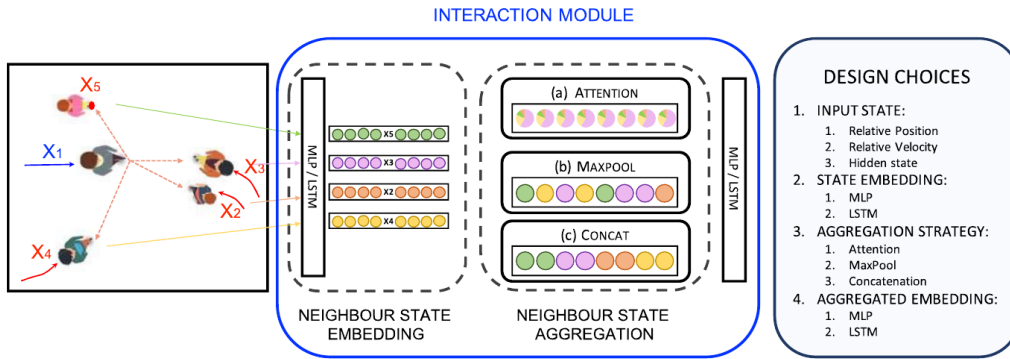 INTERACTION MODULE
X5
X1
X3
X2
X4
MLP / LSTM
X5
X3
X2
X4
NEIGHBOUR STATE
EMBEDDING
(a) ATTENTION
(b) MAXPOOL
(c) CONCAT
NEIGHBOUR STATE
AGGREGATION
MLP / LSTM
DESIGN CHOICES
1. INPUT STATE:
1. Relative Position
2. Relative Velocity
3. Hidden state
2. STATE EMBEDDING:
1. MLP
2. LSTM
3. AGGREGATION STRATEGY:
1. Attention
2. MaxPool
3. Concatenation
4. AGGREGATED EMBEDDING:
1. MLP
2. LSTM